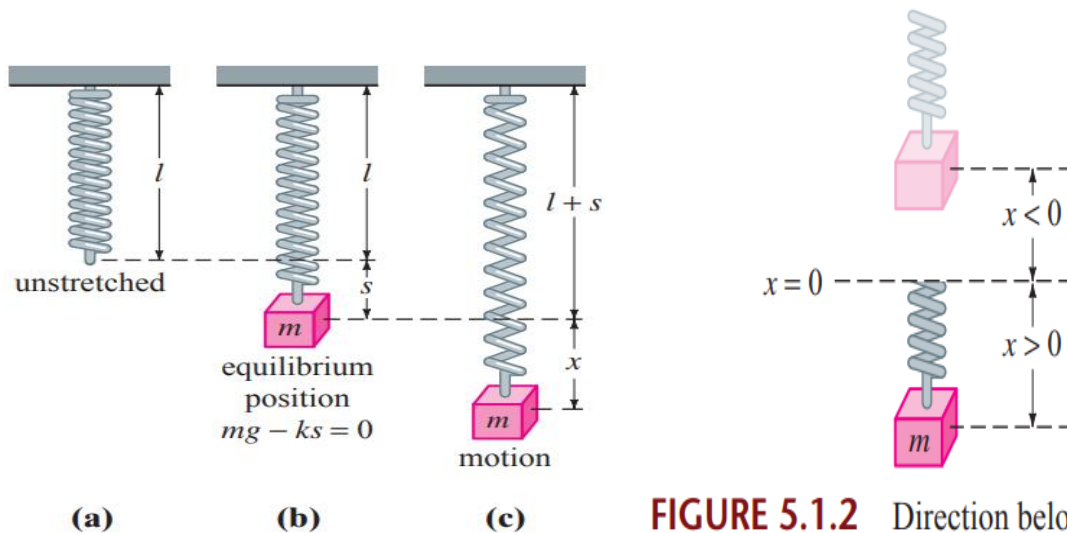 l
unstretched
(a)
l
s
m
equilibrium
position
mg − ks = 0
(b)
l + s
x
m
motion
(c)
x < 0
x = 0
x > 0
m
FIGURE 5.1.2 Direction belo